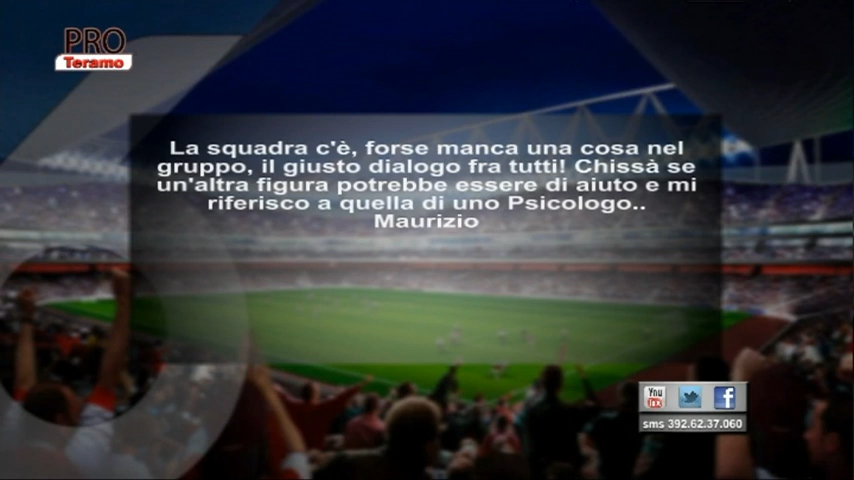 PRO
Teramo
La squadra c'è, forse manca una cosa nel
gruppo, il giusto dialogo fra tutti! Chissà se
un'altra figura potrebbe essere di aiuto e mi
riferisco a quella di uno Psicologo..
Maurizio
You
sms 392.62.37.060